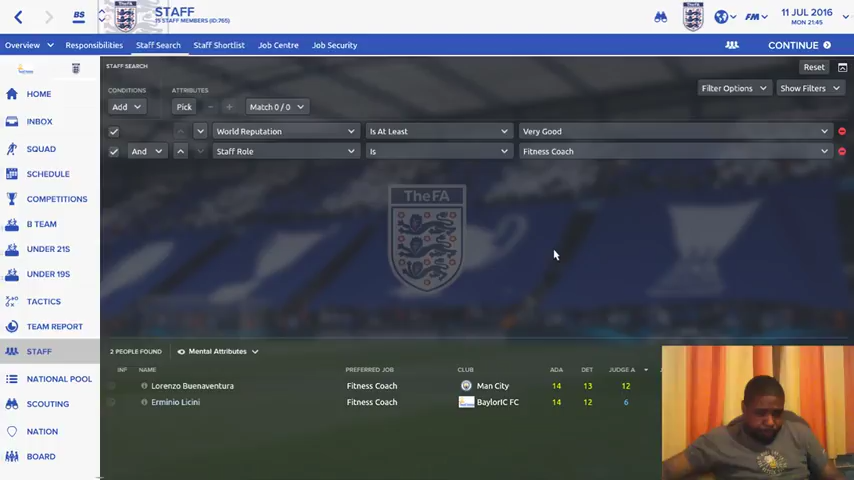 BS
STAFF
15 STAFF MEMBERS (ID:765)
FM
11 JUL 2016
MON 21:45
Overview Responsibilities Staff Search Staff Shortlist Job Centre Job Security CONTINUE
STAFF SEARCH
Reset
CONDITIONS ATTRIBUTES
Filter Options Show Filters
Add Pick - + Match 0 / 0
World Reputation Is At Least Very Good
And Staff Role Is Fitness Coach
HOME
INBOX
SQUAD
SCHEDULE
COMPETITIONS
B TEAM
UNDER 21S
UNDER 19S
TACTICS
TEAM REPORT
STAFF
NATIONAL POOL
SCOUTING
NATION
BOARD
The FA
2 PEOPLE FOUND Mental Attributes
INF NAME PREFERRED JOB CLUB ADA DET JUDGE A
Lorenzo Buenaventura Fitness Coach Man City 14 13 12
Erminio Licini Fitness Coach BaylorIC FC 14 12 6